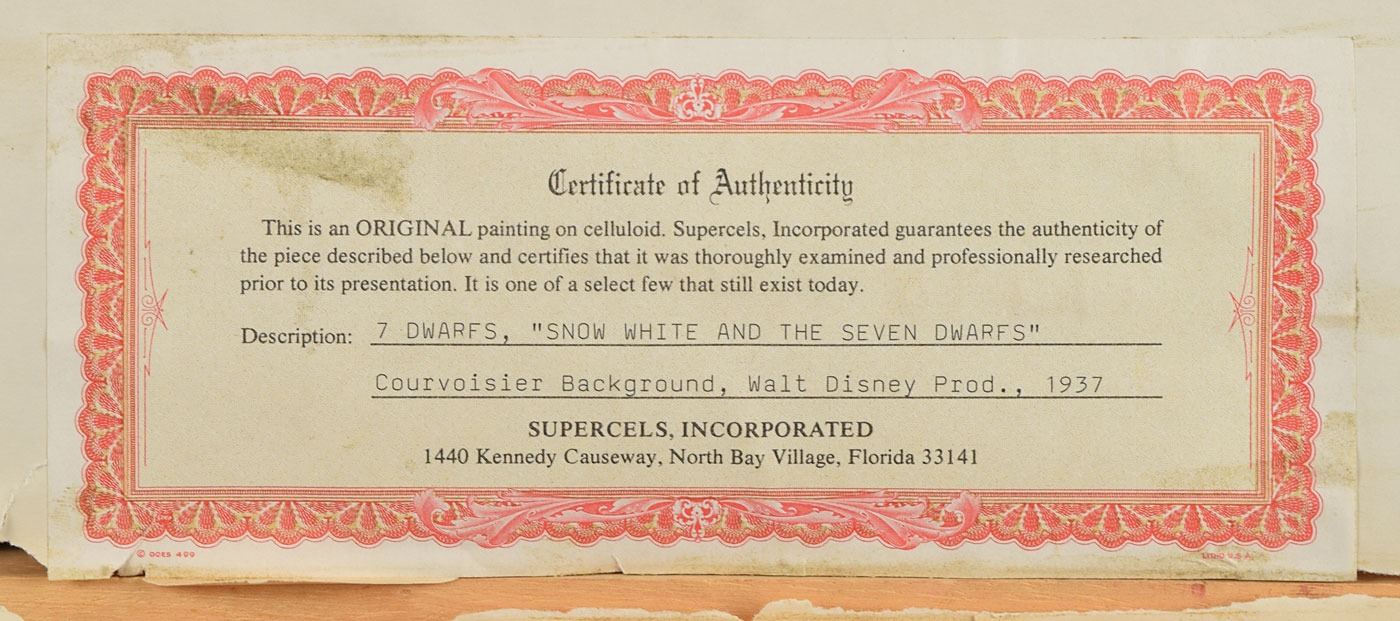 Certificate of Authenticity
This is an ORIGINAL painting on celluloid. Supercels, Incorporated guarantees the authenticity of
the piece described below and certifies that it was thoroughly examined and professionally researched
prior to its presentation. It is one of a select few that still exist today.
Description: 7 DWARFS, "SNOW WHITE AND THE SEVEN DWARFS"
Courvoisier Background, Walt Disney Prod., 1937
SUPERCELS, INCORPORATED
1440 Kennedy Causeway, North Bay Village, Florida 33141
© GOES 499
LITHO U.S.A.